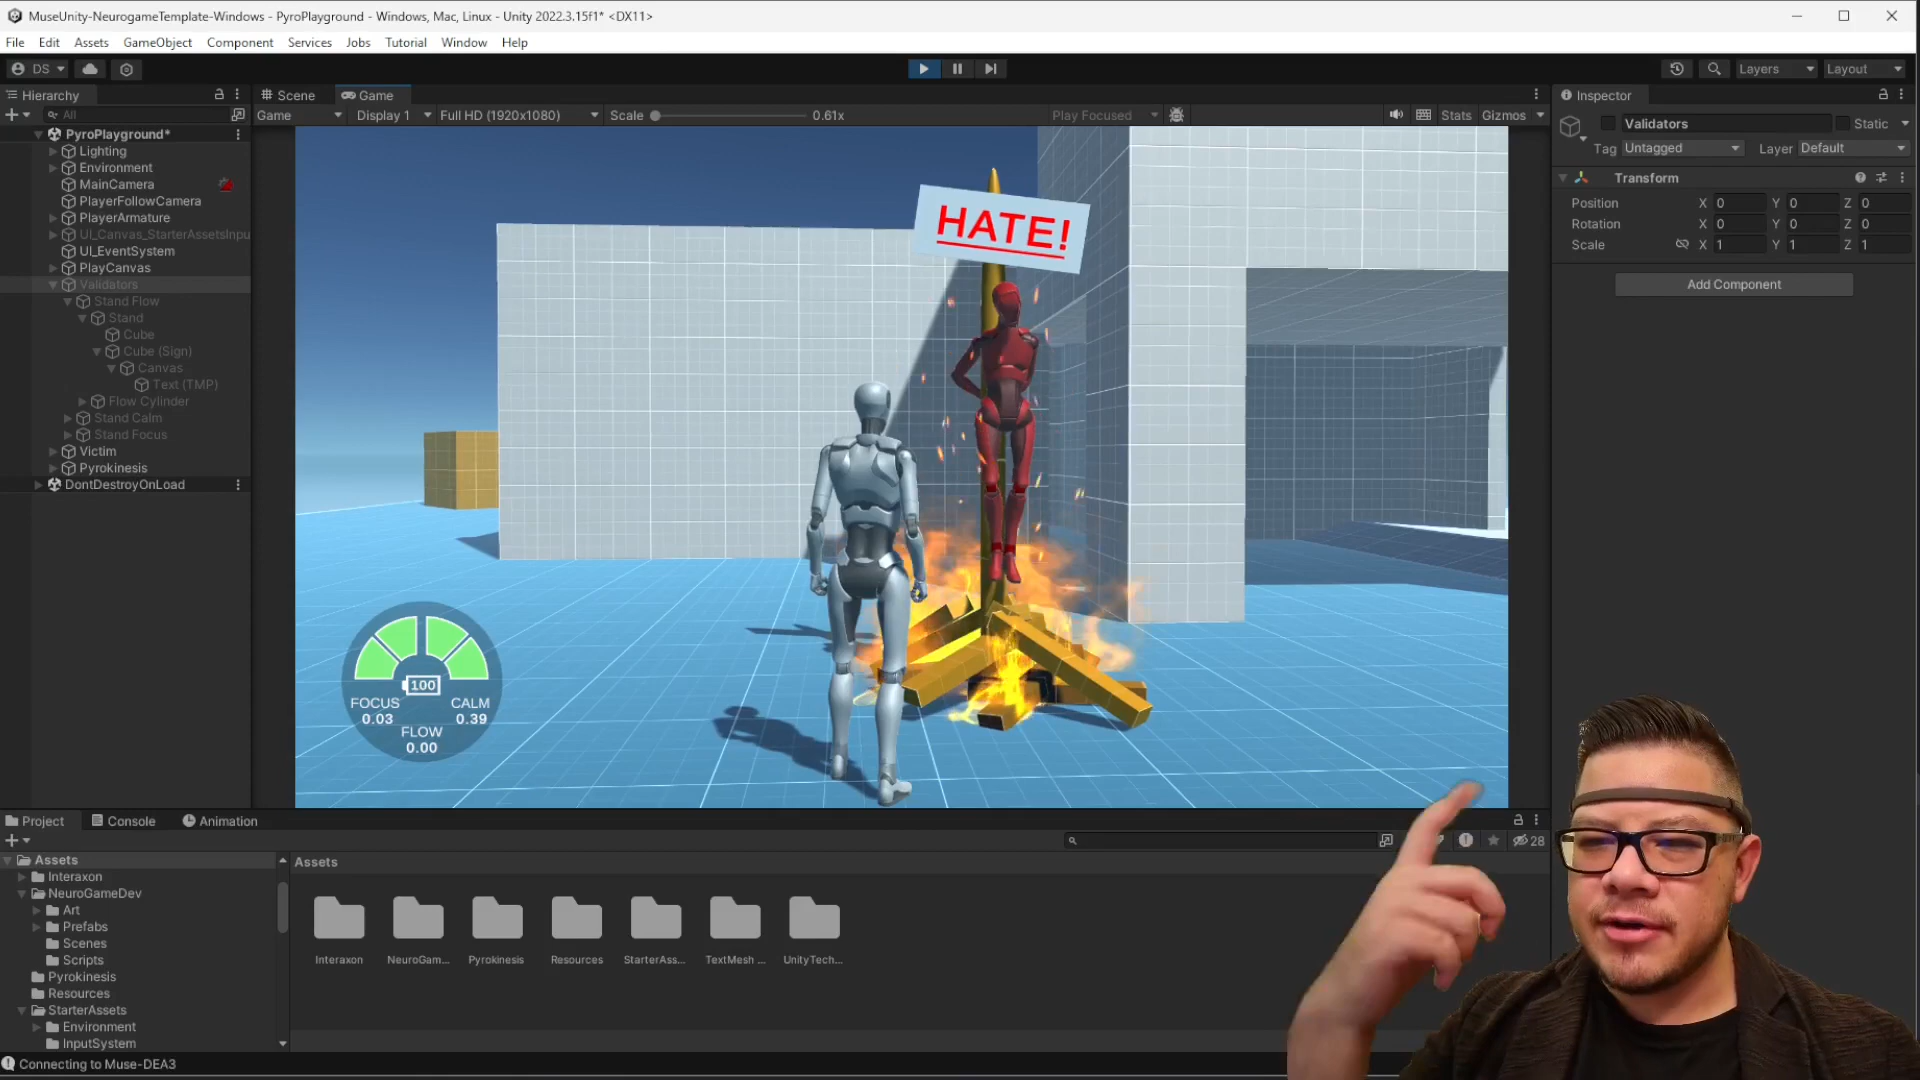 MuseUnity-NeurogameTemplate-Windows - PyroPlayground - Windows, Mac, Linux - Unity 2022.3.15f1* <DX11>
File Edit Assets GameObject Component Services Jobs Tutorial Window Help
DS Layers Layout
Hierarchy
All
PyroPlayground*
Lighting
Environment
MainCamera
PlayerFollowCamera
PlayerArmature
UI_Canvas_StarterAssetsInpu
UI_EventSystem
PlayCanvas
Validators
Stand Flow
Stand
Cube
Cube (Sign)
Canvas
Text (TMP)
Flow Cylinder
Stand Calm
Stand Focus
Victim
Pyrokinesis
DontDestroyOnLoad
Scene Game
Game Display 1 Full HD (1920x1080) Scale 0.61x Play Focused Stats Gizmos
HATE!
100
FOCUS CALM
0.03 0.39
FLOW
0.00
Inspector
Validators Static
Tag Untagged Layer Default
Transform
Position X 0 Y 0 Z 0
Rotation X 0 Y 0 Z 0
Scale X 1 Y 1 Z 1
Add Component
Project Console Animation
28
Assets
Interaxon
NeuroGameDev
Art
Prefabs
Scenes
Scripts
Pyrokinesis
Resources
StarterAssets
Environment
InputSystem
Assets
Interaxon NeuroGam... Pyrokinesis Resources StarterAss... TextMesh ... UnityTech...
Connecting to Muse-DEA3